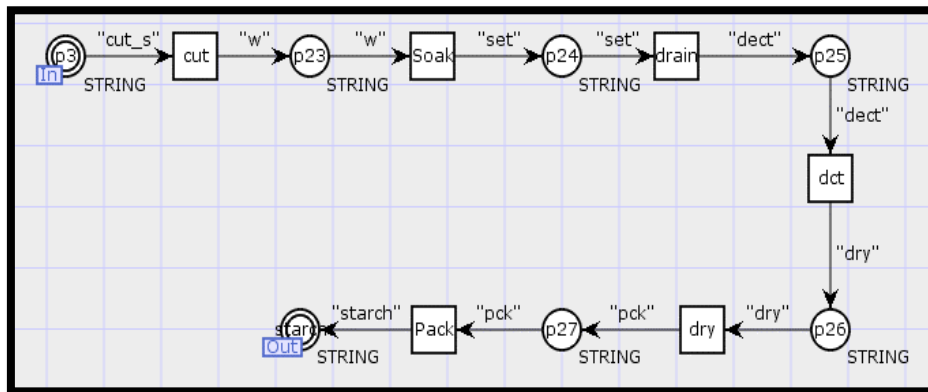 "cut_s" "w" "w" "set" "set" "dect"
p3 cut p23 Soak p24 drain p25
In
STRING STRING STRING STRING
"dect"
dct
"dry"
"starch" "pck" "pck" "dry"
starch Pack p27 dry p26
Out
STRING STRING STRING